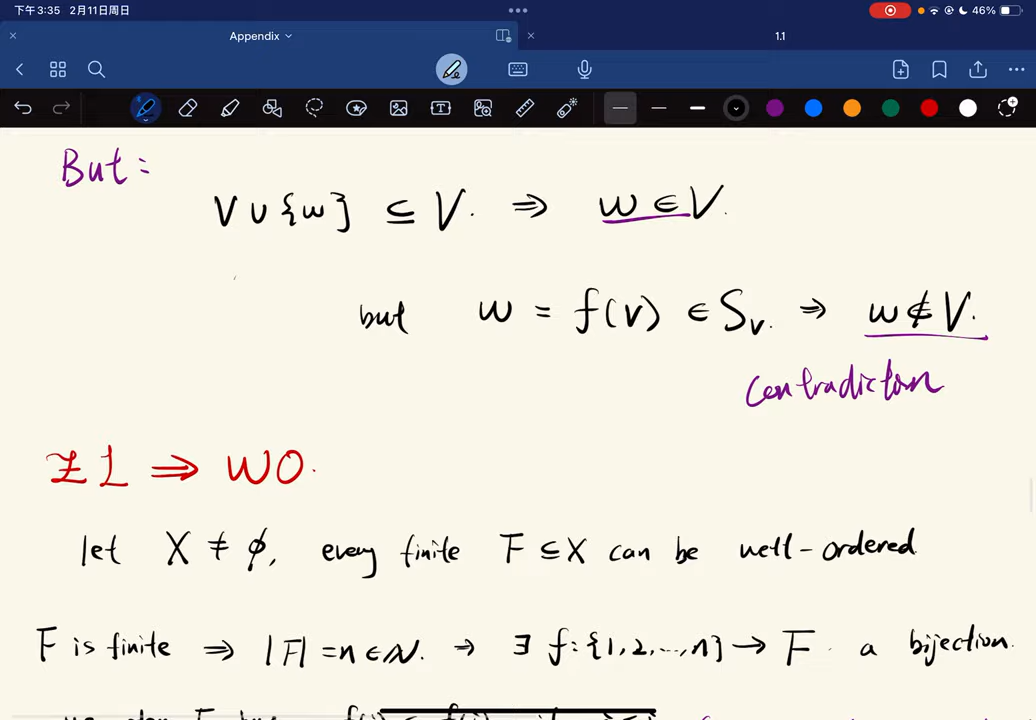 下午3:35 2月11日周日
46%
Appendix
1.1
But:
V ∪ {w} ⊆ V. ⇒ w ∈ V.
but w = f(V) ∈ S_V. ⇒ w ∉ V.
contradiction
ZL ⇒ WO.
let X ≠ ϕ, every finite F ⊆ X can be well-ordered
F is finite ⇒ |F| = n ∈ N. → ∃ f: {1, 2, ..., n} → F. a bijection.